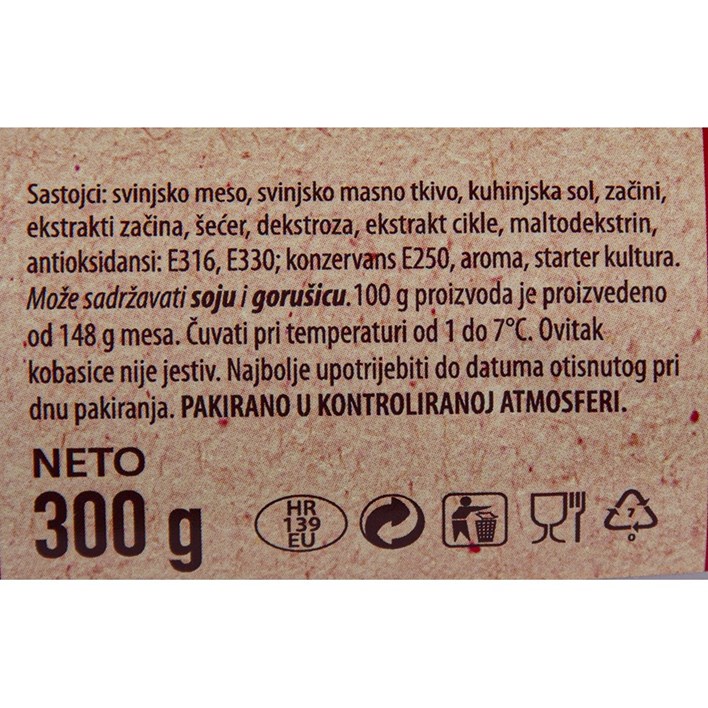 Sastojci: svinjsko meso, svinjsko masno tkivo, kuhinjska sol, začini,
ekstrakti začina, šećer, dekstroza, ekstrakt cikle, maltodekstrin,
antioksidansi: E316, E330; konzervans E250, aroma, starter kultura.
Može sadržavati soju i gorušicu.100 g proizvoda je proizvedeno
od 148 g mesa. Čuvati pri temperaturi od 1 do 7°C. Ovitak
kobasice nije jestiv. Najbolje upotrijebiti do datuma otisnutog pri
dnu pakiranja. PAKIRANO U KONTROLIRANOJ ATMOSFERI.
NETO
300 g
HR
139
EU
7
O